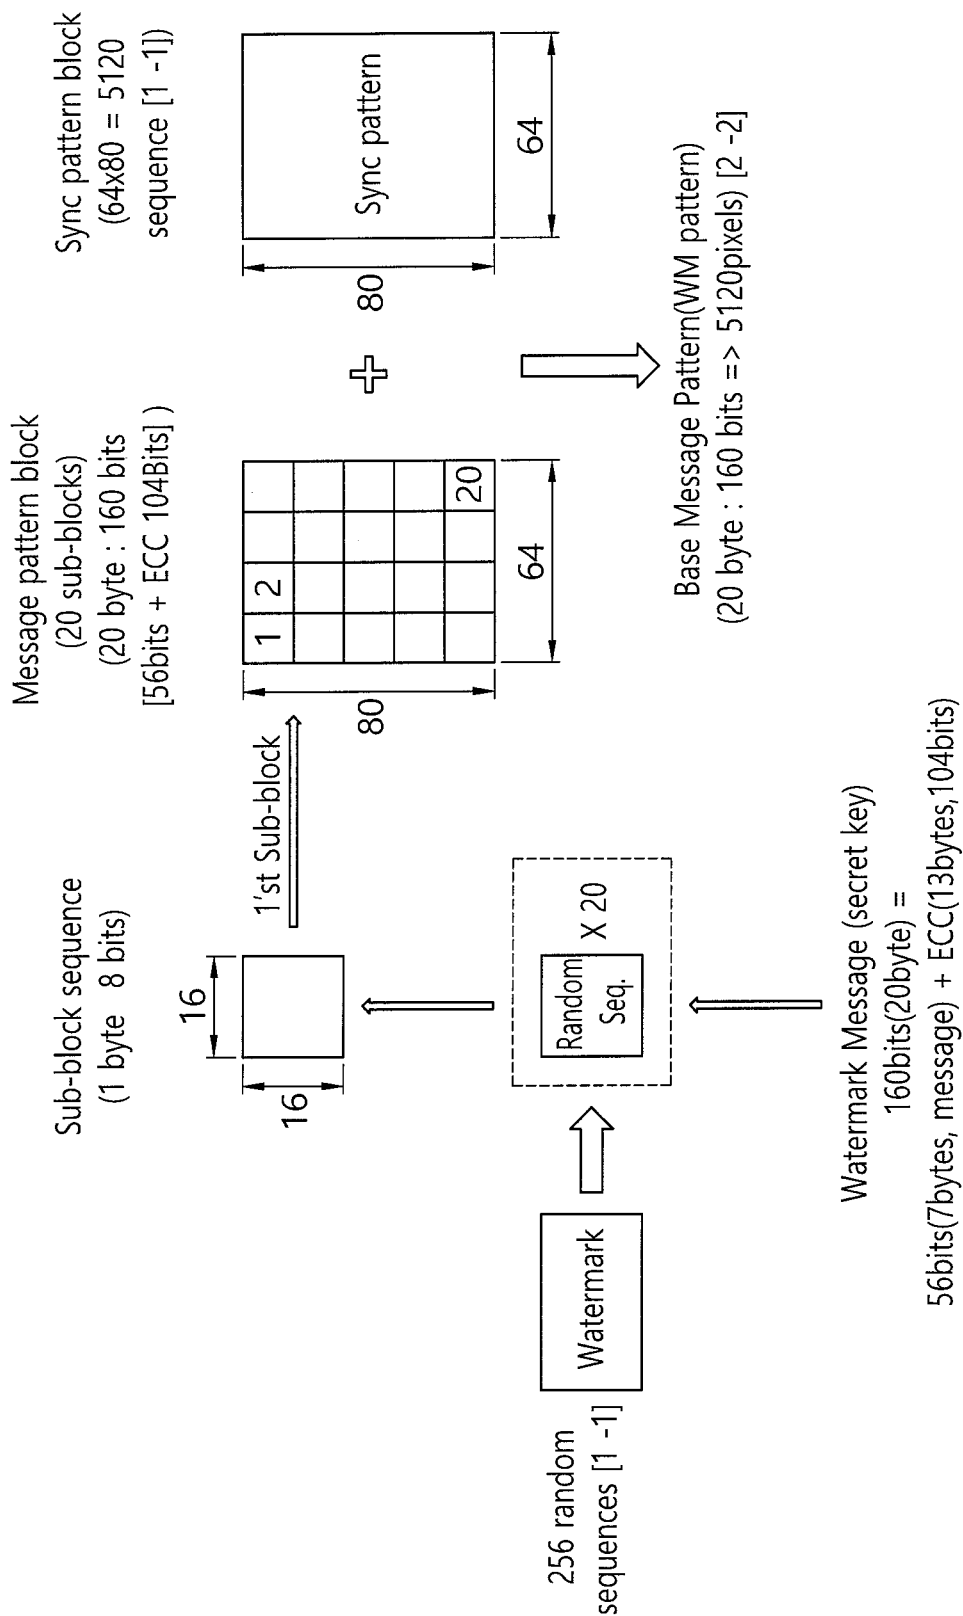 256 random
sequences [1 -1]
Watermark
Random
Seq.
X 20
Watermark Message (secret key)
160bits(20byte) =
56bits(7bytes, message) + ECC(13bytes,104bits)
Sub-block sequence
(1 byte 8 bits)
16
16
1'st Sub-block
Message pattern block
(20 sub-blocks)
(20 byte : 160 bits
[56bits + ECC 104Bits] )
80
1
2
20
64
+
Sync pattern block
(64x80 = 5120
sequence [1 -1])
80
Sync pattern
64
Base Message Pattern(WM pattern)
(20 byte : 160 bits => 5120pixels) [2 -2]